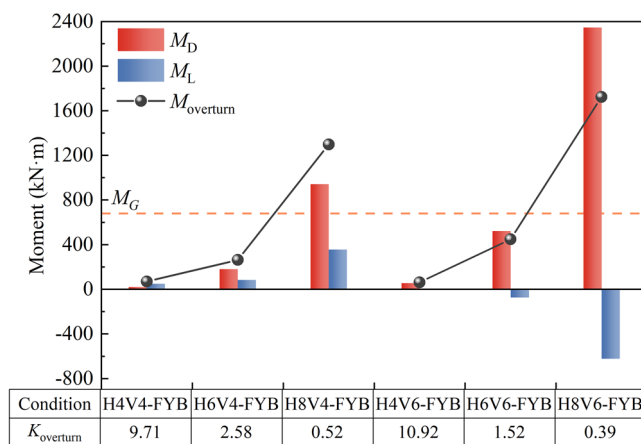 2400
2000
1600
1200
800
400
0
-400
-800
Moment (kN·m)
M_D
M_L
M_overturn
M_G
Condition H4V4-FYB H6V4-FYB H8V4-FYB H4V6-FYB H6V6-FYB H8V6-FYB
K_overturn 9.71 2.58 0.52 10.92 1.52 0.39